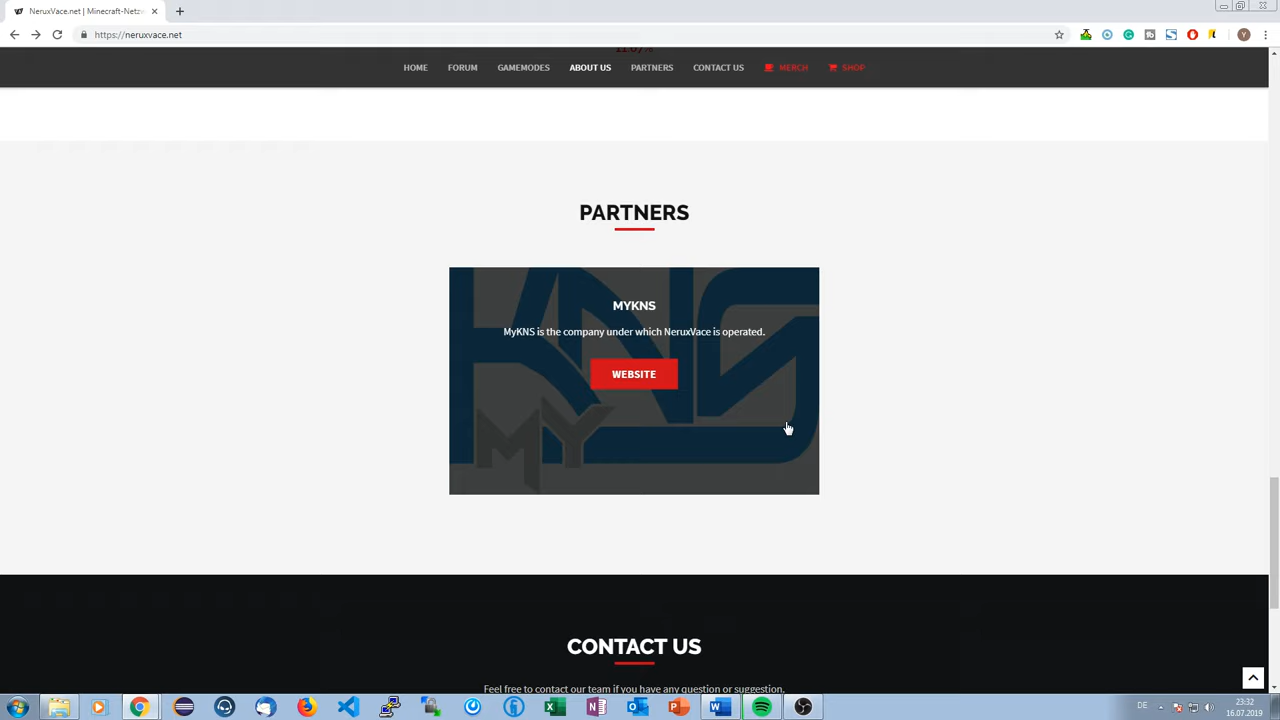 NeruxVace.net | Minecraft-Netz
https://neruxvace.net
HOME FORUM GAMEMODES ABOUT US PARTNERS CONTACT US MERCH SHOP
PARTNERS
MYKNS
MyKNS is the company under which NeruxVace is operated.
WEBSITE
MY KNS
CONTACT US
Feel free to contact our team if you have any question or suggestion.
DE
23:32
16.07.2019